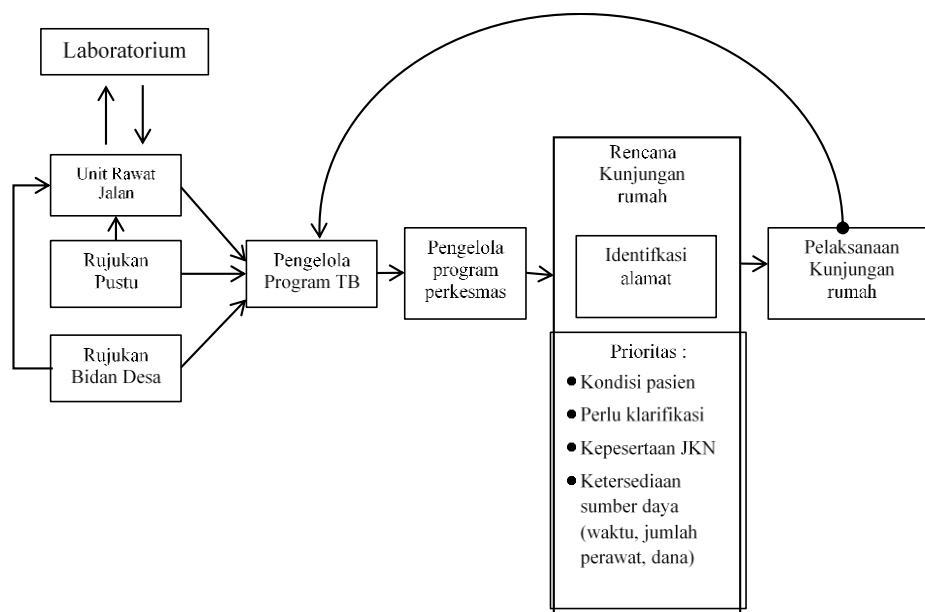 Laboratorium
Unit Rawat
Jalan
Rujukan
Pustu
Rujukan
Bidan Desa
Pengelola
Program TB
Pengelola
program
perkesmas
Rencana
Kunjungan
rumah
Identifkasi
alamat
Prioritas :
● Kondisi pasien
● Perlu klarifikasi
● Kepesertaan JKN
● Ketersediaan
sumber daya
(waktu, jumlah
perawat, dana)
Pelaksanaan
Kunjungan
rumah